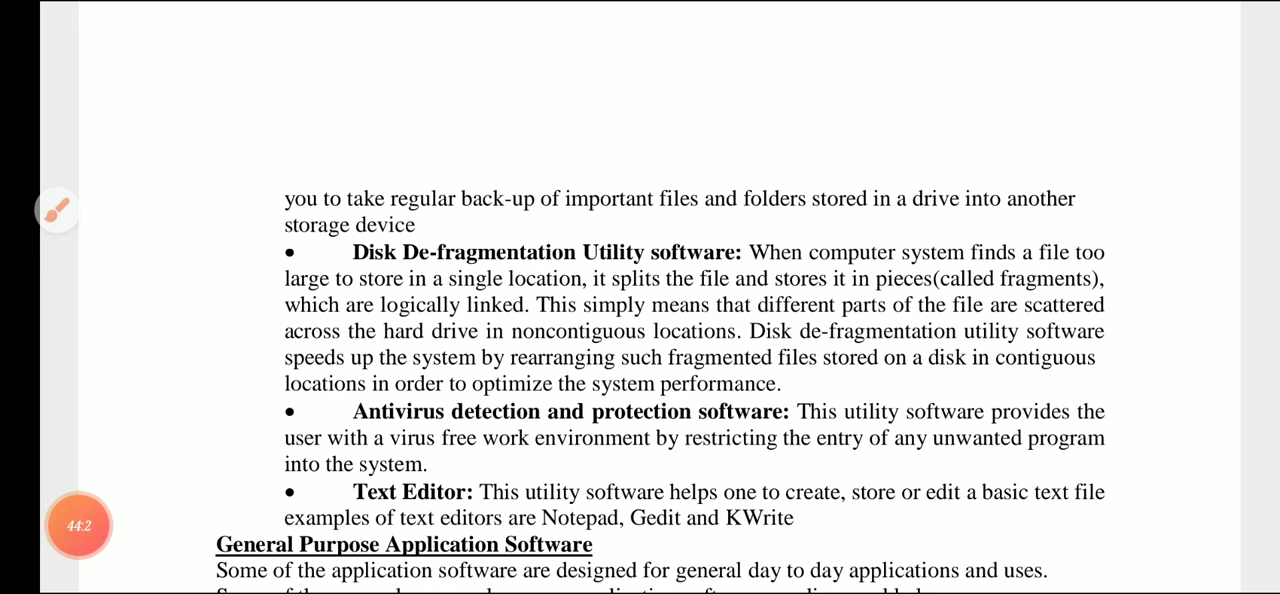 you to take regular back-up of important files and folders stored in a drive into another
storage device
• Disk De-fragmentation Utility software: When computer system finds a file too
large to store in a single location, it splits the file and stores it in pieces(called fragments),
which are logically linked. This simply means that different parts of the file are scattered
across the hard drive in noncontiguous locations. Disk de-fragmentation utility software
speeds up the system by rearranging such fragmented files stored on a disk in contiguous
locations in order to optimize the system performance.
• Antivirus detection and protection software: This utility software provides the
user with a virus free work environment by restricting the entry of any unwanted program
into the system.
• Text Editor: This utility software helps one to create, store or edit a basic text file
examples of text editors are Notepad, Gedit and KWrite
44:2
General Purpose Application Software
Some of the application software are designed for general day to day applications and uses.